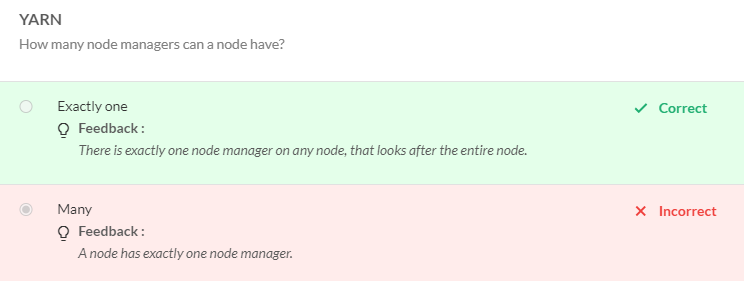 YARN
How many node managers can a node have?
Exactly one
Correct
Feedback :
There is exactly one node manager on any node, that looks after the entire node.
Many
Incorrect
Feedback :
A node has exactly one node manager.